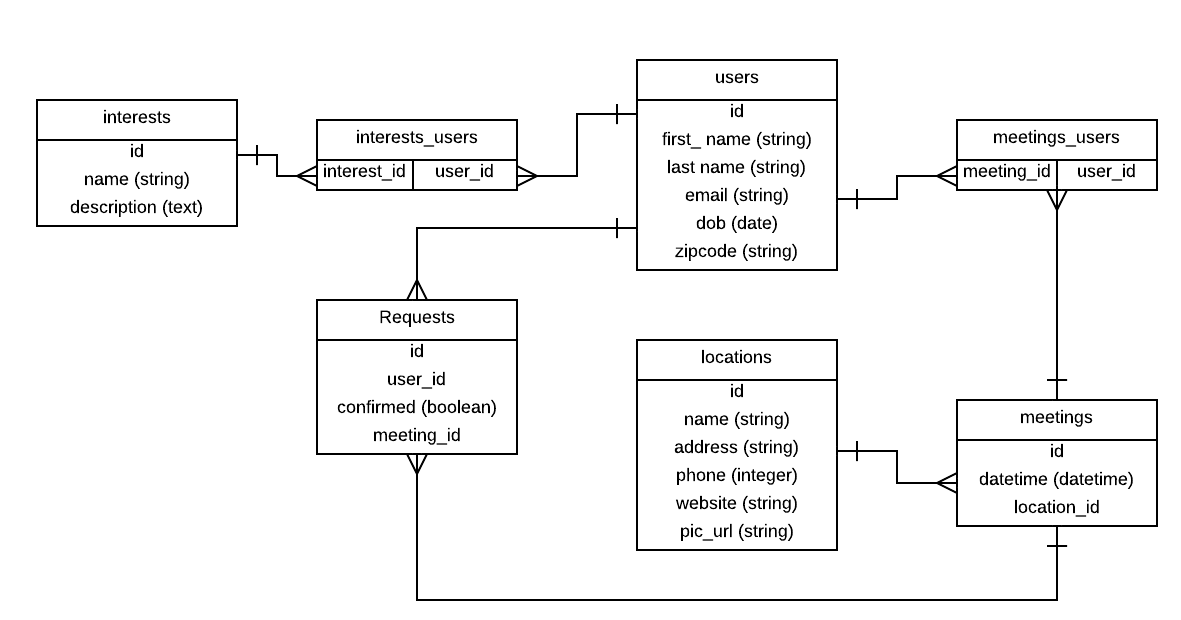 interests
id
name (string)
description (text)
interests_users
interest_id user_id
users
id
first_ name (string)
last name (string)
email (string)
dob (date)
zipcode (string)
meetings_users
meeting_id user_id
Requests
id
user_id
confirmed (boolean)
meeting_id
locations
id
name (string)
address (string)
phone (integer)
website (string)
pic_url (string)
meetings
id
datetime (datetime)
location_id